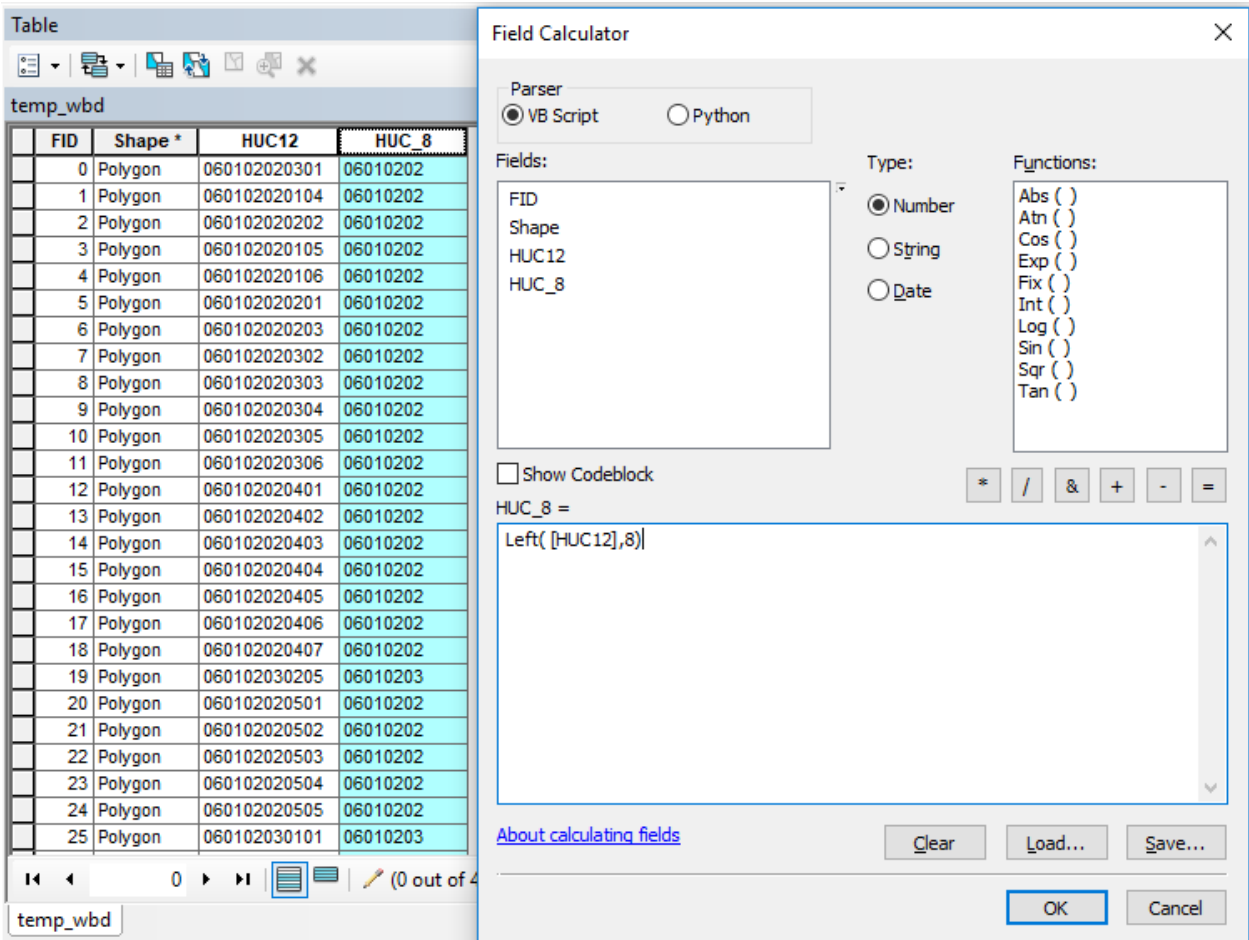 Table
temp_wbd
FID Shape * HUC12 HUC_8
0 Polygon 060102020301 06010202
1 Polygon 060102020104 06010202
2 Polygon 060102020202 06010202
3 Polygon 060102020105 06010202
4 Polygon 060102020106 06010202
5 Polygon 060102020201 06010202
6 Polygon 060102020203 06010202
7 Polygon 060102020302 06010202
8 Polygon 060102020303 06010202
9 Polygon 060102020304 06010202
10 Polygon 060102020305 06010202
11 Polygon 060102020306 06010202
12 Polygon 060102020401 06010202
13 Polygon 060102020402 06010202
14 Polygon 060102020403 06010202
15 Polygon 060102020404 06010202
16 Polygon 060102020405 06010202
17 Polygon 060102020406 06010202
18 Polygon 060102020407 06010202
19 Polygon 060102030205 06010203
20 Polygon 060102020501 06010202
21 Polygon 060102020502 06010202
22 Polygon 060102020503 06010202
23 Polygon 060102020504 06010202
24 Polygon 060102020505 06010202
25 Polygon 060102030101 06010203
0 (0 out of 4
temp_wbd
Field Calculator
Parser
VB Script Python
Fields:
FID
Shape
HUC12
HUC_8
Type:
Number
String
Date
Functions:
Abs ( )
Atn ( )
Cos ( )
Exp ( )
Fix ( )
Int ( )
Log ( )
Sin ( )
Sqr ( )
Tan ( )
Show Codeblock
* / & + - =
HUC_8 =
Left( [HUC12],8)
About calculating fields
Clear Load... Save...
OK Cancel